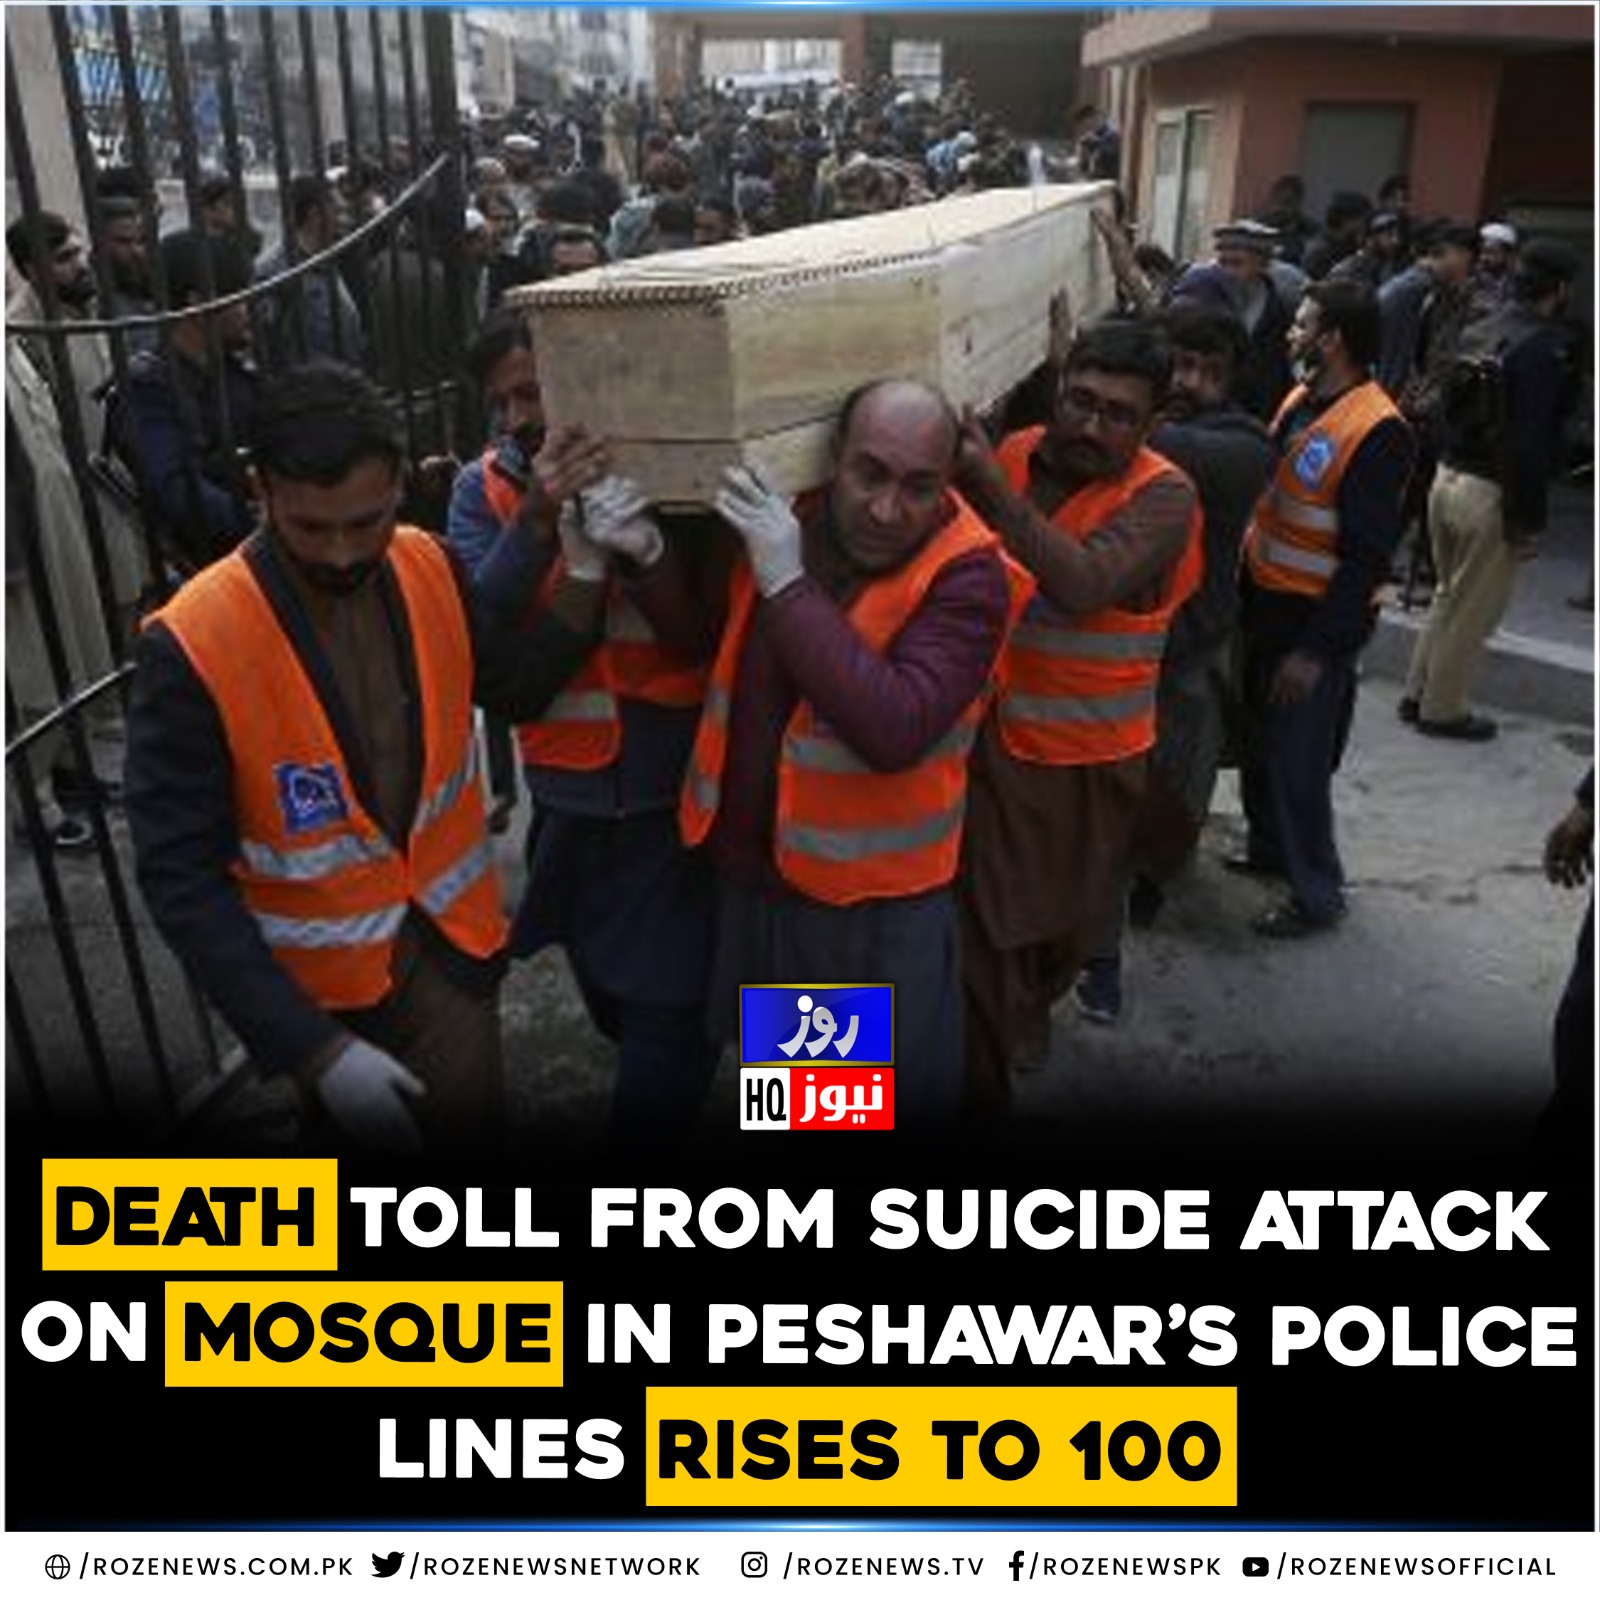 روز
HQ نیوز
DEATH TOLL FROM SUICIDE ATTACK
ON MOSQUE IN PESHAWAR’S POLICE
LINES RISES TO 100
/ROZENEWS.COM.PK /ROZENEWSNETWORK /ROZENEWS.TV /ROZENEWSPK /ROZENEWSOFFICIAL